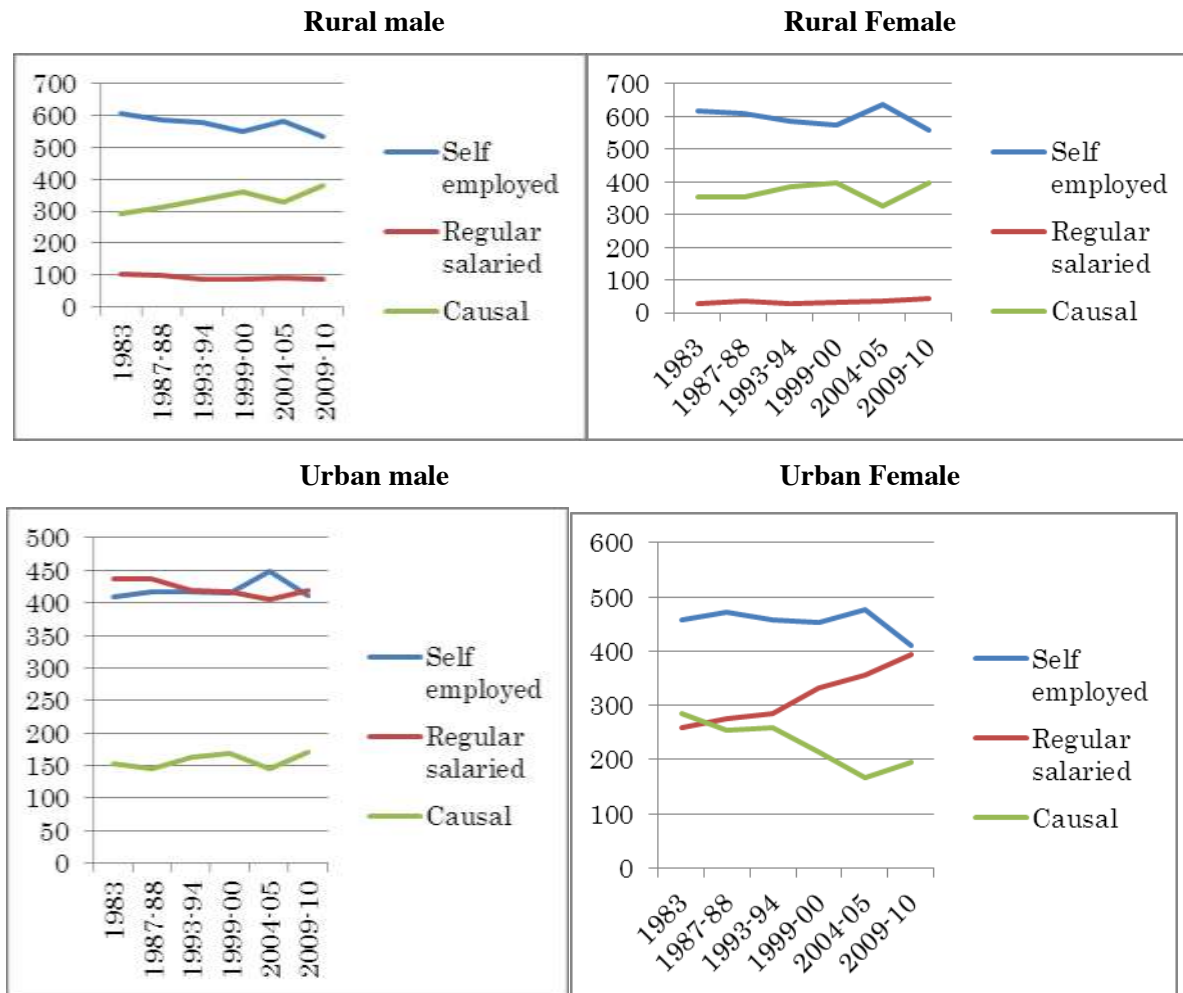 Rural male
700
600
500
400
300
200
100
0
1983
1987-88
1993-94
1999-00
2004-05
2009-10
Self
employed
Regular
salaried
Causal
Rural Female
700
600
500
400
300
200
100
0
1983
1987-88
1993-94
1999-00
2004-05
2009-10
Self
employed
Regular
salaried
Causal
Urban male
500
450
400
350
300
250
200
150
100
50
0
1983
1987-88
1993-94
1999-00
2004-05
2009-10
Self
employed
Regular
salaried
Causal
Urban Female
600
500
400
300
200
100
0
1983
1987-88
1993-94
1999-00
2004-05
2009-10
Self
employed
Regular
salaried
Causal